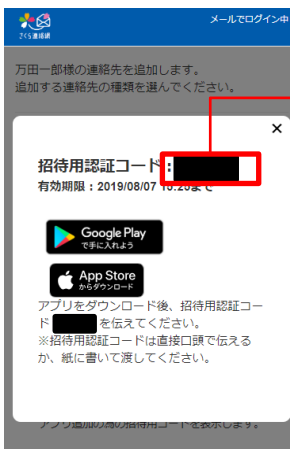 さくら連絡網
メールでログイン中
万田一郎様の連絡先を追加します。
追加する連絡先の種類を選んでください。
×
招待用認証コード：
有効期限：2019/08/07 16:20まで
Google Play
で手に入れよう
App Store
からダウンロード
アプリをダウンロード後、招待用認証コー
ド を伝えてください。
※招待用認証コードは直接口頭で伝える
か、紙に書いて渡してください。
アプリ追加の為の招待用コードを表示します。